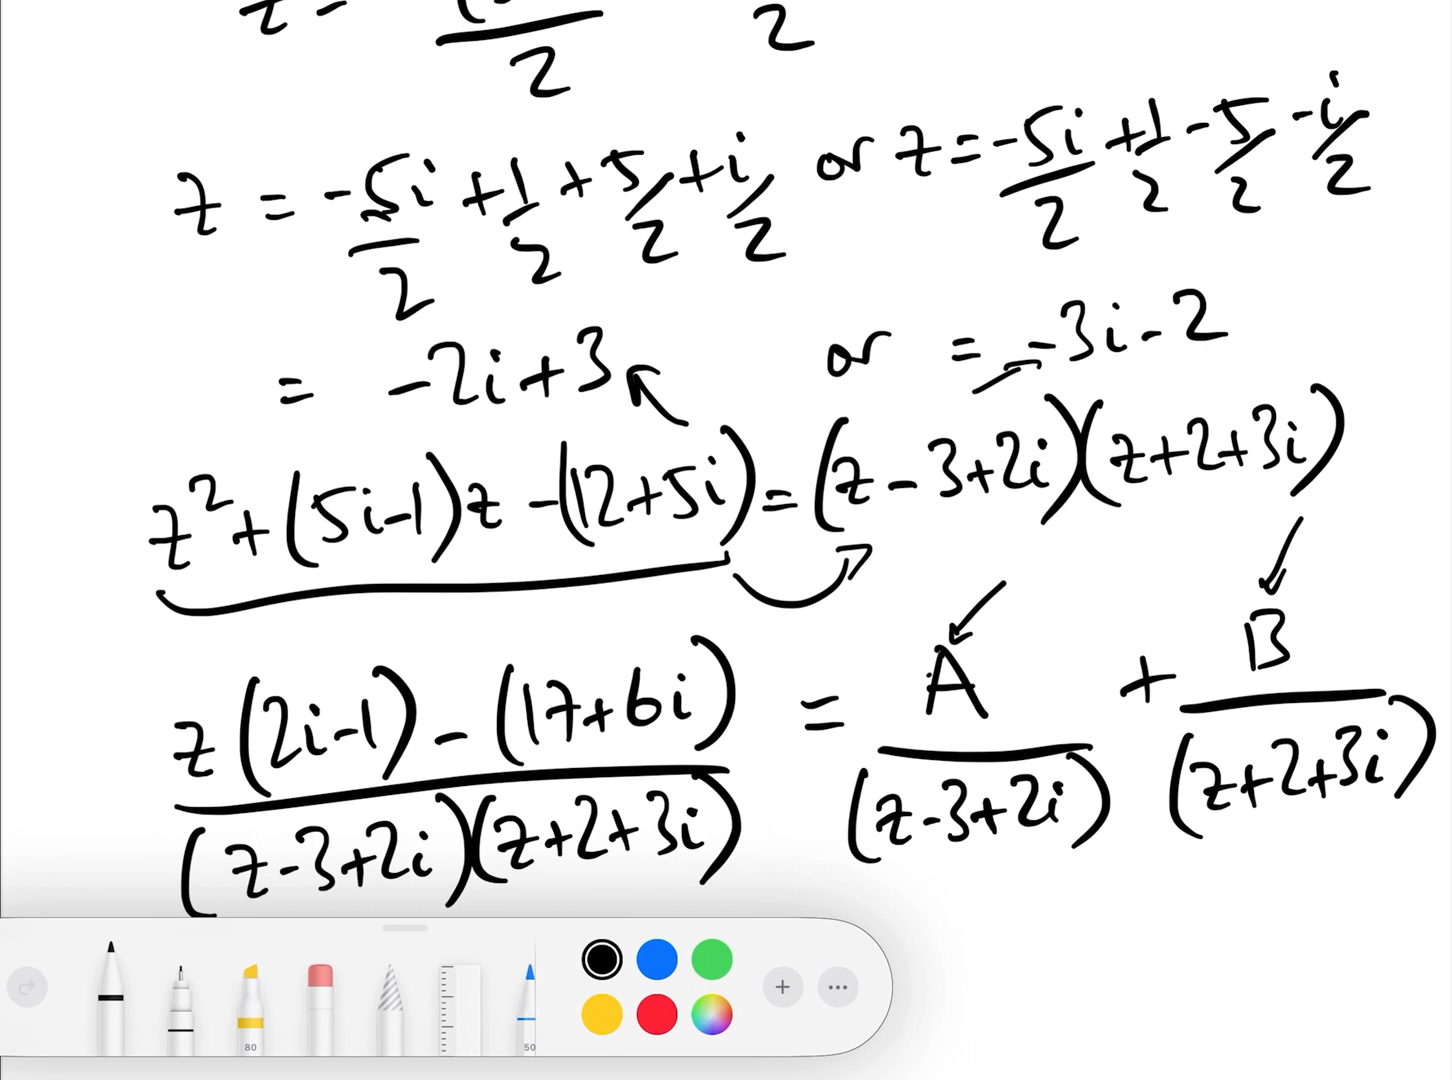 z = / 2 2
z = -5i/2 + 1/2 + 5/2 + i/2 or z = -5i/2 + 1/2 - 5/2 - i/2
= -2i+3 or = -3i-2
z² + (5i-1)z - (12+5i) = (z-3+2i)(z+2+3i)
z(2i-1) - (17+6i) / (z-3+2i)(z+2+3i) = A / (z-3+2i) + B / (z+2+3i)
80 50